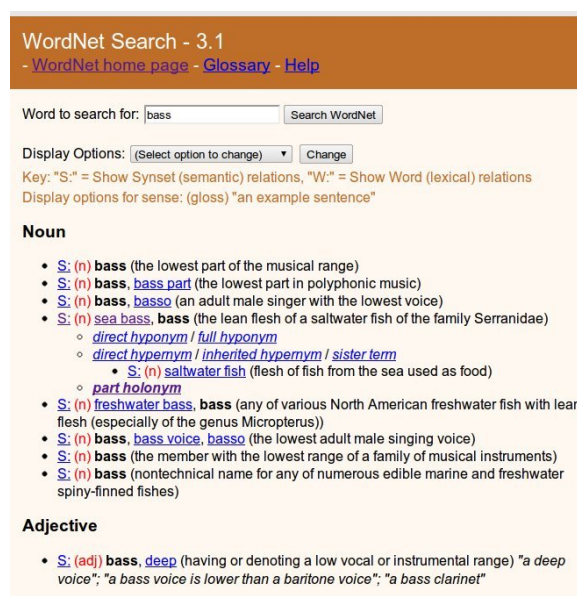 WordNet Search - 3.1
- WordNet home page - Glossary - Help
Word to search for: bass Search WordNet
Display Options: (Select option to change) Change
Key: "S:" = Show Synset (semantic) relations, "W:" = Show Word (lexical) relations
Display options for sense: (gloss) "an example sentence"
Noun
S: (n) bass (the lowest part of the musical range)
S: (n) bass, bass part (the lowest part in polyphonic music)
S: (n) bass, basso (an adult male singer with the lowest voice)
S: (n) sea bass, bass (the lean flesh of a saltwater fish of the family Serranidae)
direct hyponym / full hyponym
direct hypernym / inherited hypernym / sister term
S: (n) saltwater fish (flesh of fish from the sea used as food)
part holonym
S: (n) freshwater bass, bass (any of various North American freshwater fish with lean
flesh (especially of the genus Micropterus))
S: (n) bass, bass voice, basso (the lowest adult male singing voice)
S: (n) bass (the member with the lowest range of a family of musical instruments)
S: (n) bass (nontechnical name for any of numerous edible marine and freshwater
spiny-finned fishes)
Adjective
S: (adj) bass, deep (having or denoting a low vocal or instrumental range) "a deep
voice"; "a bass voice is lower than a baritone voice"; "a bass clarinet"